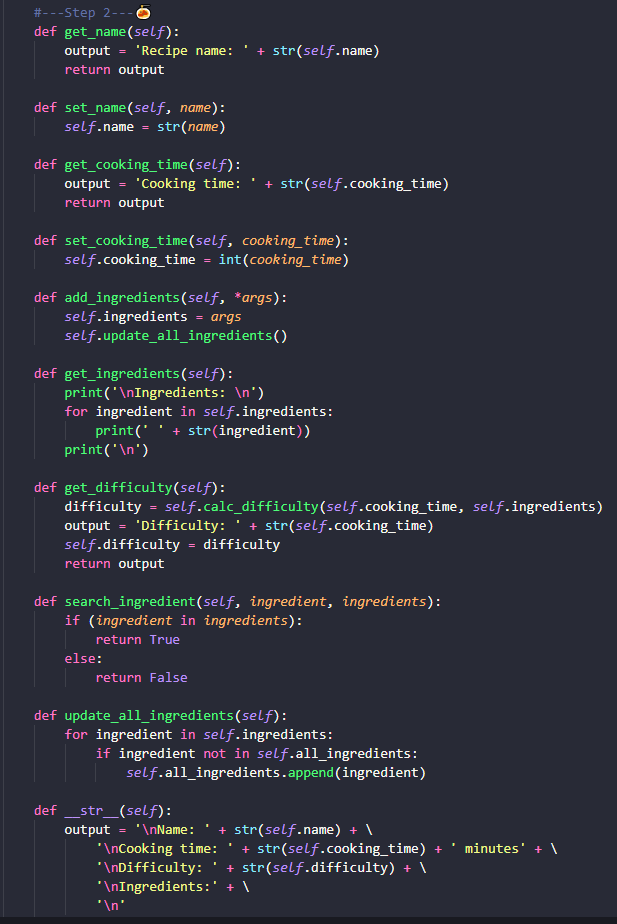 #---Step 2---🍝
def get_name(self):
    output = 'Recipe name: ' + str(self.name)
    return output

def set_name(self, name):
    self.name = str(name)

def get_cooking_time(self):
    output = 'Cooking time: ' + str(self.cooking_time)
    return output

def set_cooking_time(self, cooking_time):
    self.cooking_time = int(cooking_time)

def add_ingredients(self, *args):
    self.ingredients = args
    self.update_all_ingredients()

def get_ingredients(self):
    print('\nIngredients: \n')
    for ingredient in self.ingredients:
        print(' ' + str(ingredient))
    print('\n')

def get_difficulty(self):
    difficulty = self.calc_difficulty(self.cooking_time, self.ingredients)
    output = 'Difficulty: ' + str(self.cooking_time)
    self.difficulty = difficulty
    return output

def search_ingredient(self, ingredient, ingredients):
    if (ingredient in ingredients):
        return True
    else:
        return False

def update_all_ingredients(self):
    for ingredient in self.ingredients:
        if ingredient not in self.all_ingredients:
            self.all_ingredients.append(ingredient)

def __str__(self):
    output = '\nName: ' + str(self.name) + \
        '\nCooking time: ' + str(self.cooking_time) + ' minutes' + \
        '\nDifficulty: ' + str(self.difficulty) + \
        '\nIngredients:' + \
        '\n'